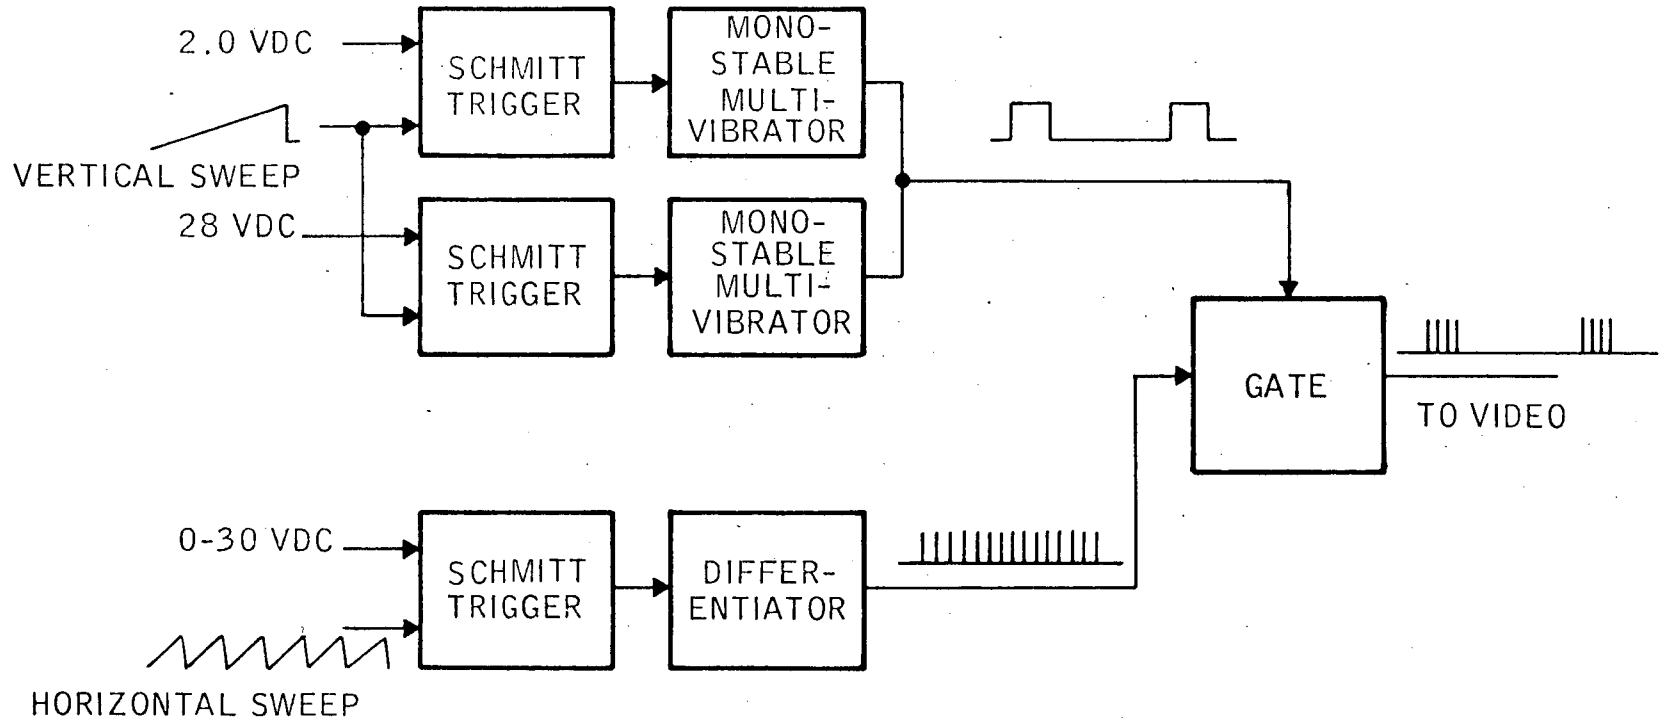 2.0 VDC
SCHMITT
TRIGGER
MONO-
STABLE
MULTI-
VIBRATOR
VERTICAL SWEEP
28 VDC
SCHMITT
TRIGGER
MONO-
STABLE
MULTI-
VIBRATOR
GATE
TO VIDEO
0-30 VDC
SCHMITT
TRIGGER
DIFFER-
ENTIATOR
HORIZONTAL SWEEP